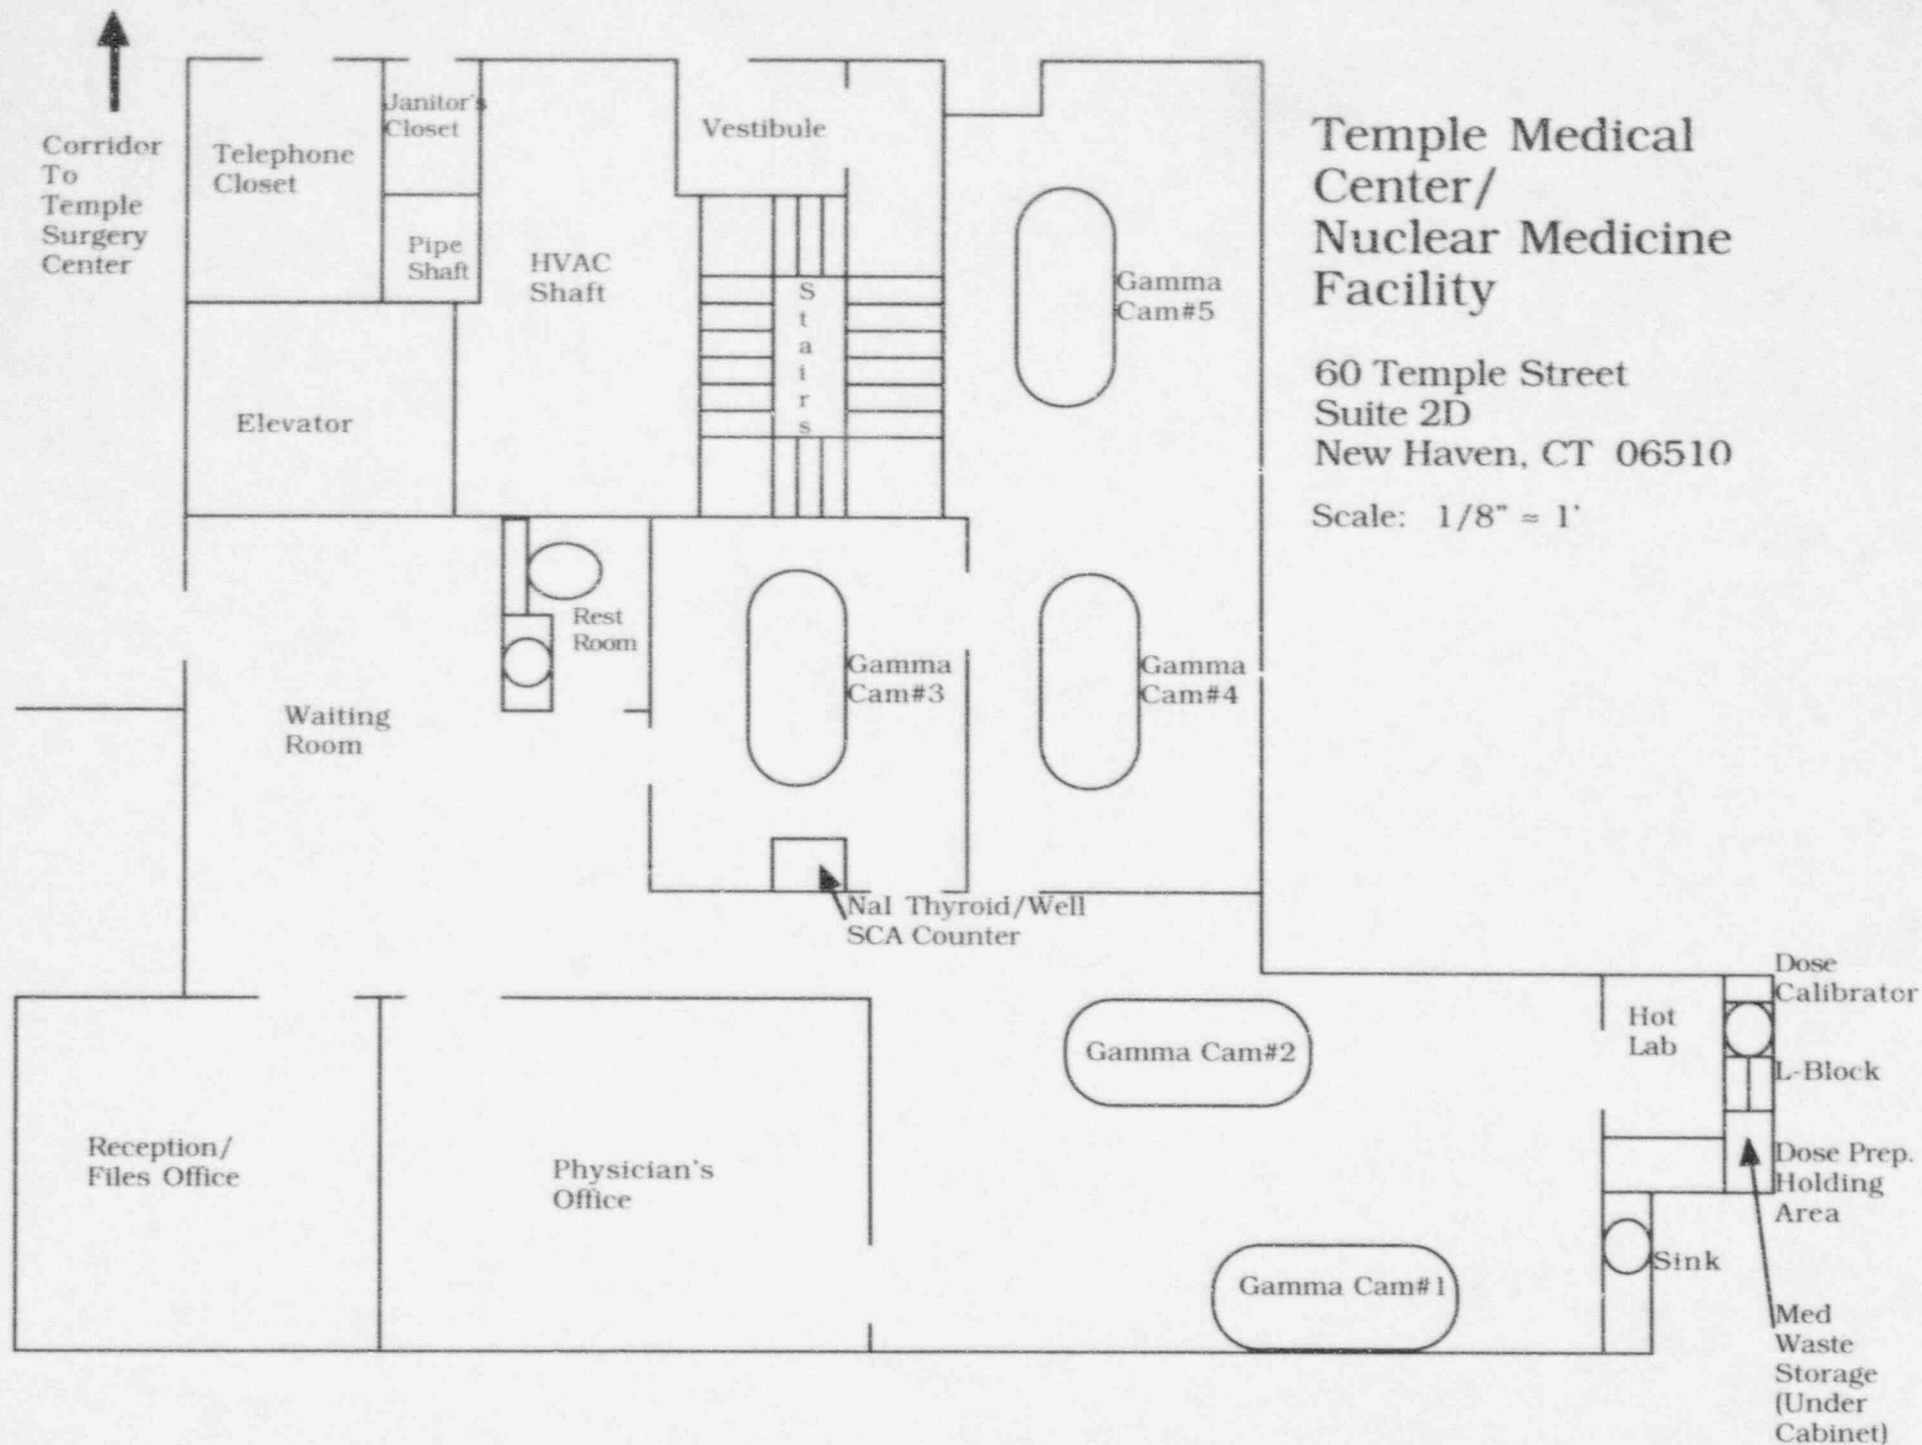 Corridor
To
Temple
Surgery
Center
Telephone
Closet
Janitor's
Closet
Pipe
Shaft
HVAC
Shaft
Vestibule
Stairs
Elevator
Gamma
Cam#5
Temple Medical
Center/
Nuclear Medicine
Facility
60 Temple Street
Suite 2D
New Haven, CT 06510
Scale: 1/8" ≈ 1'
Rest
Room
Waiting
Room
Gamma
Cam#3
Gamma
Cam#4
NaI Thyroid/Well
SCA Counter
Reception/
Files Office
Physician's
Office
Gamma Cam#2
Gamma Cam#1
Hot
Lab
Dose
Calibrator
L-Block
Dose Prep.
Holding
Area
Sink
Med
Waste
Storage
(Under
Cabinet)